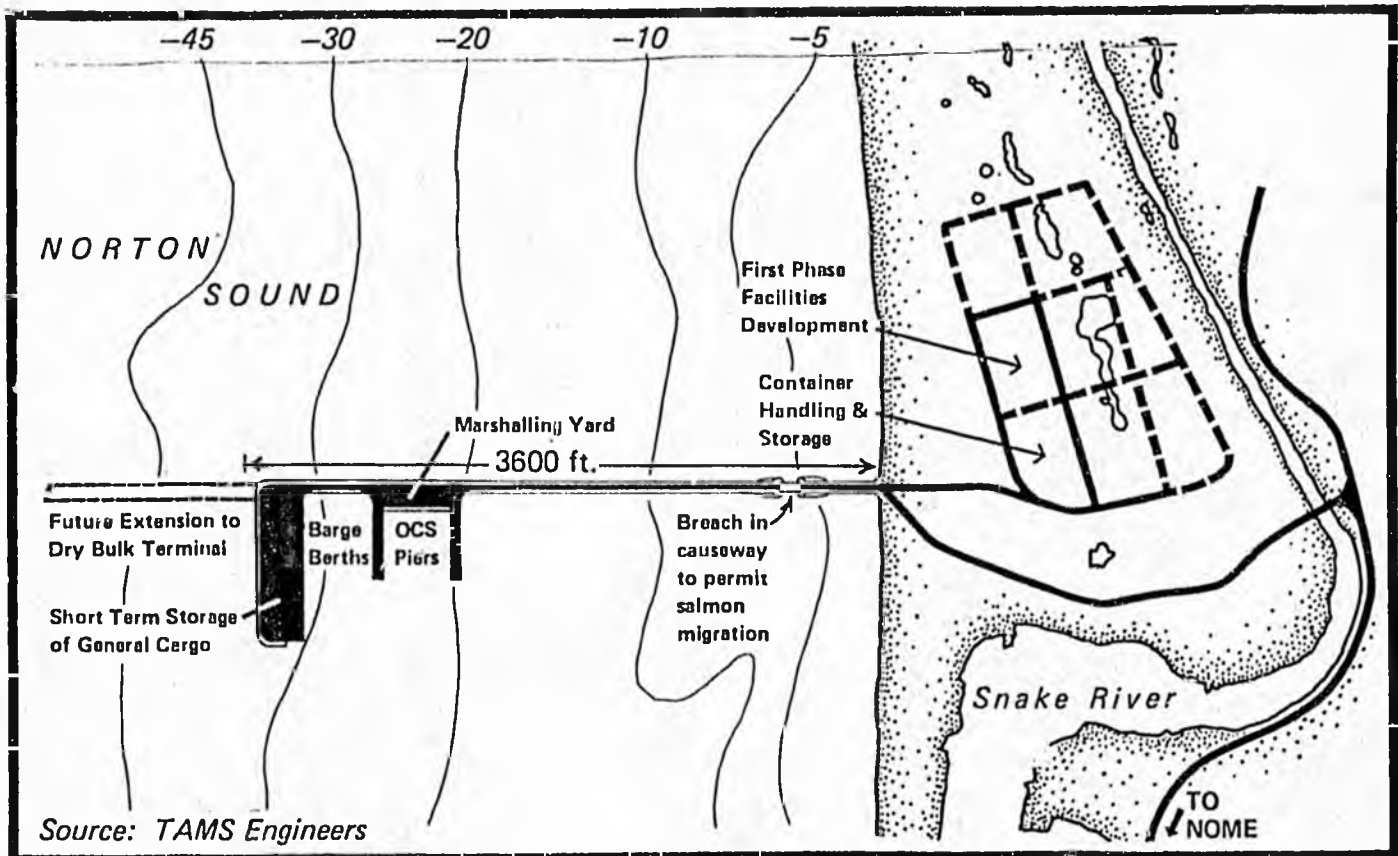 −45 −30 −20 −10 −5
NORTON
SOUND
First Phase
Facilities
Development
Container
Handling &
Storage
Marshalling Yard
3600 ft.
Future Extension to
Dry Bulk Terminal
Barge
Berths
OCS
Piers
Breach in
causeway
to permit
salmon
migration
Short Term Storage
of General Cargo
Snake River
TO
NOME
Source: TAMS Engineers